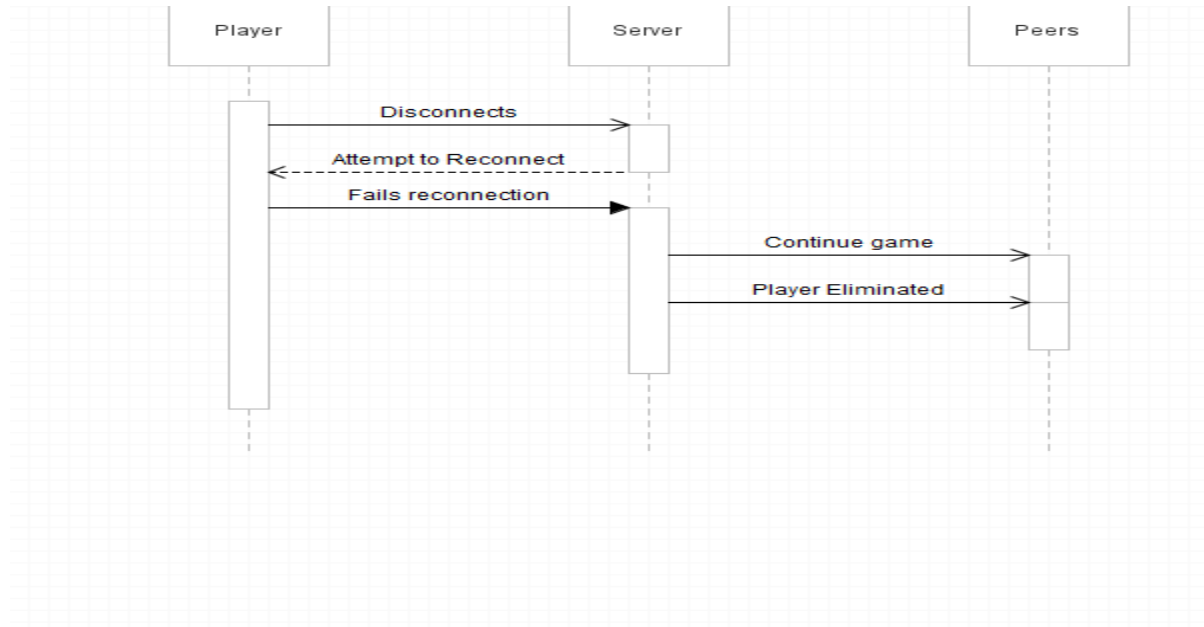 Player
Server
Peers
Disconnects
Attempt to Reconnect
Fails reconnection
Continue game
Player Eliminated